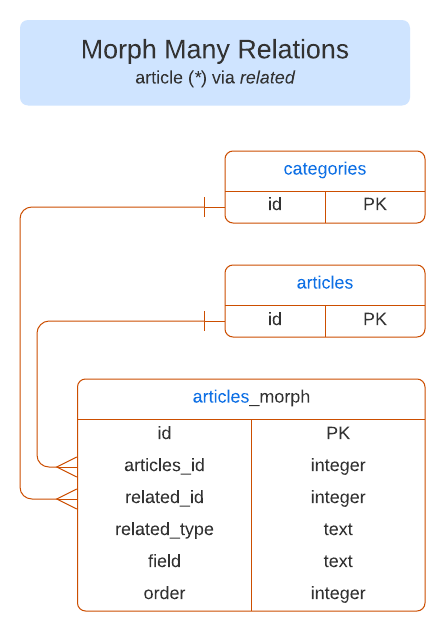 Morph Many Relations
article (*) via related
categories
id PK
articles
id PK
articles_morph
id PK
articles_id integer
related_id integer
related_type text
field text
order integer